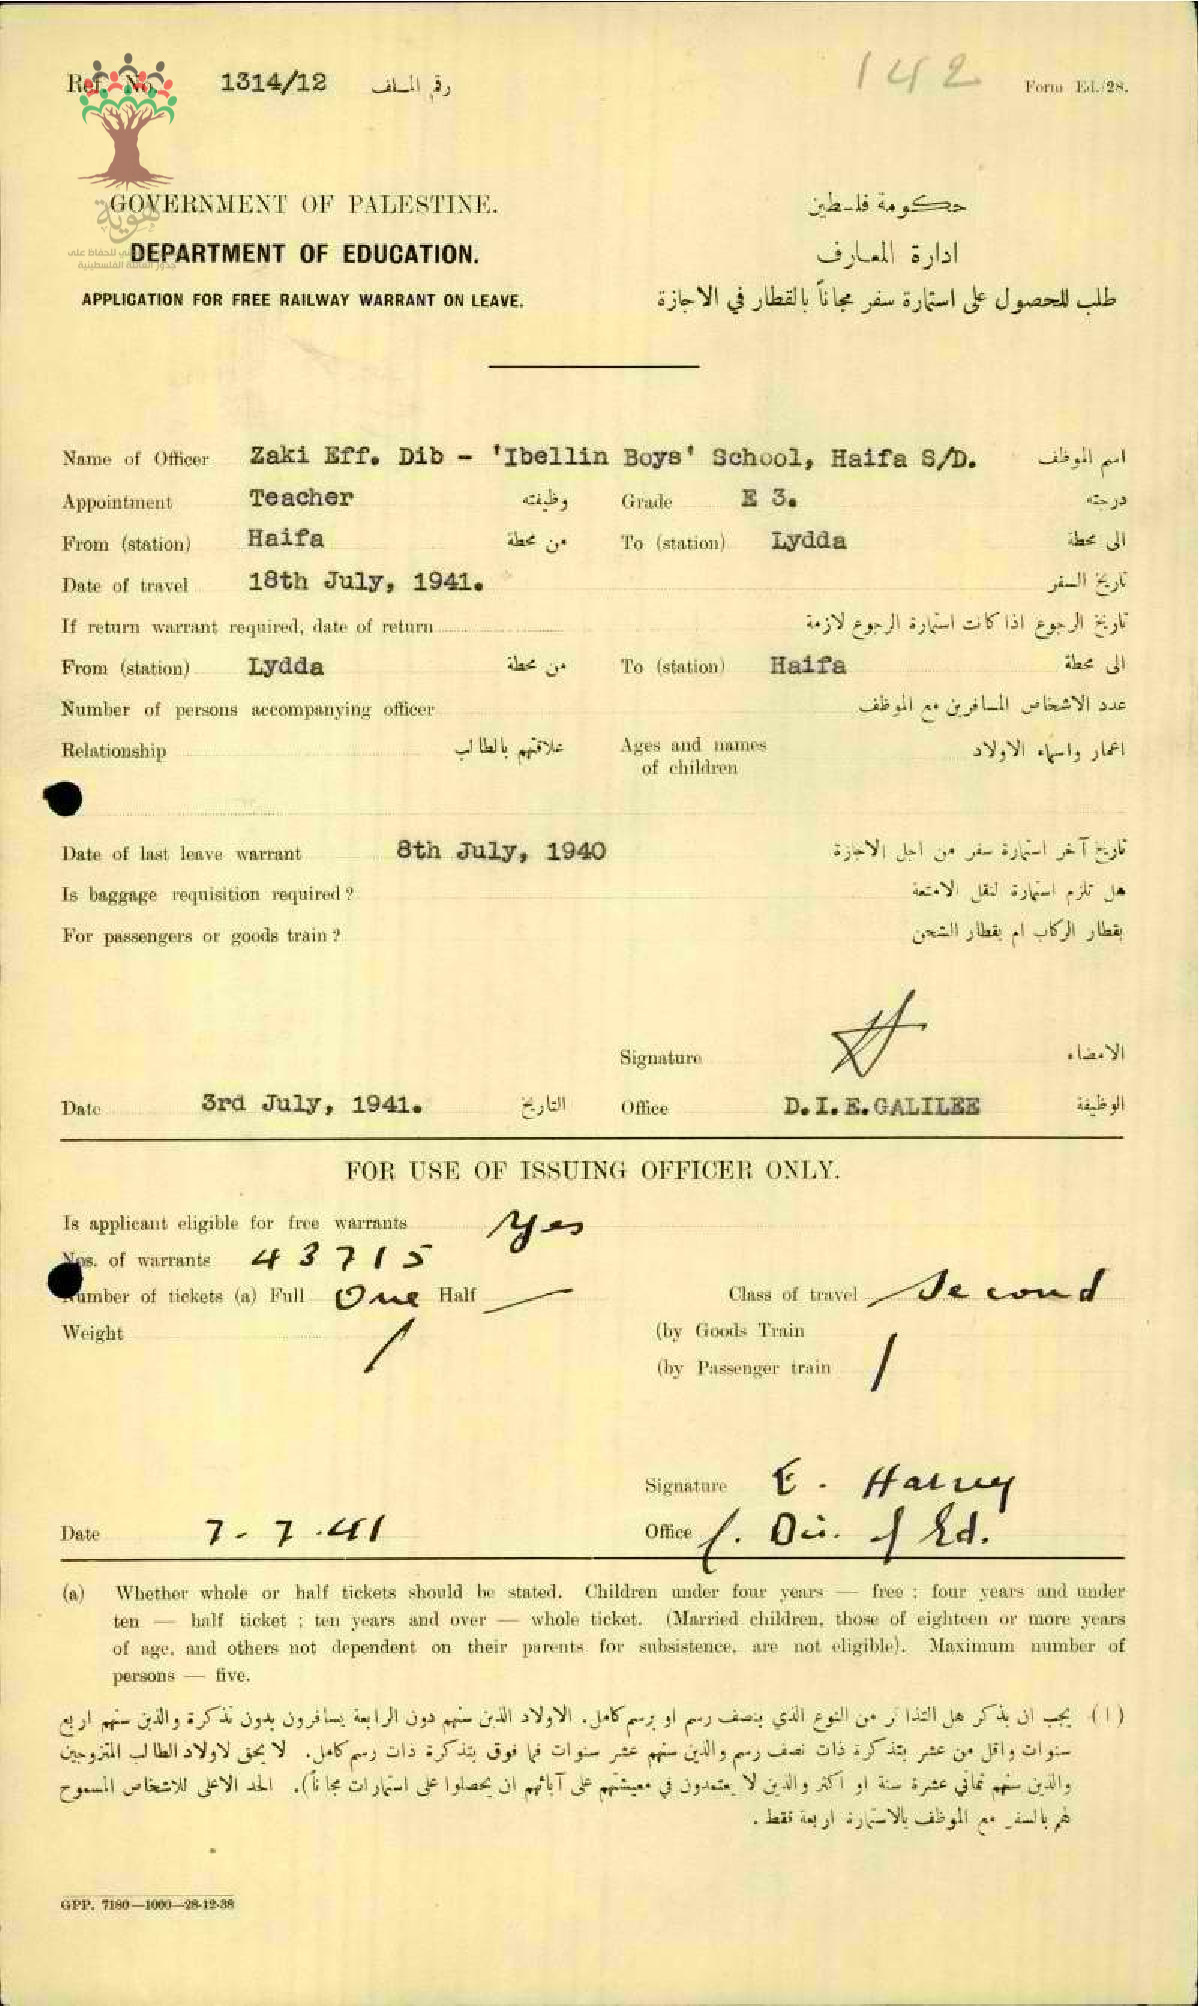 Ref. No. 1314/12 رقم الملف
142
Form Ed./28.
GOVERNMENT OF PALESTINE. حكومة فلسطين
هوية
DEPARTMENT OF EDUCATION. ادارة المعارف
APPLICATION FOR FREE RAILWAY WARRANT ON LEAVE. طلب للحصول على استمارة سفر مجاناً بالقطار في الاجازة
Name of Officer Zaki Eff. Dib - 'Ibellin Boys' School, Haifa S/D. اسم الموظف
Appointment Teacher وظيفته Grade E 3. درجته
From (station) Haifa من محطة To (station) Lydda الى محطة
Date of travel 18th July, 1941. تاريخ السفر
If return warrant required, date of return تاريخ الرجوع اذا كانت استمارة الرجوع لازمة
From (station) Lydda من محطة To (station) Haifa الى محطة
Number of persons accompanying officer عدد الاشخاص المسافرين مع الموظف
Relationship علاقتهم بالطالب Ages and names of children اعمار واسماء الاولاد
Date of last leave warrant 8th July, 1940 تاريخ آخر استمارة سفر من اجل الاجازة
Is baggage requisition required? هل تلزم استمارة لنقل الامتعة
For passengers or goods train? بقطار الركاب ام بقطار الشحن
Signature الامضاء
Date 3rd July, 1941. التاريخ Office D.I.E.GALILEE الوظيفة
FOR USE OF ISSUING OFFICER ONLY.
Is applicant eligible for free warrants Yes
Nos. of warrants 43715
Number of tickets (a) Full One Half — Class of travel Second
Weight / (by Goods Train
(by Passenger train /
Signature E. Harvey
Date 7-7-41 Office f. Dir. of Ed.
(a) Whether whole or half tickets should be stated. Children under four years — free; four years and under
ten — half ticket; ten years and over — whole ticket. (Married children, those of eighteen or more years
of age, and others not dependent on their parents for subsistence, are not eligible). Maximum number of
persons — five.
(ا) يجب ان يذكر هل التذاكر من النوع الذي بنصف رسم او برسم كامل. الاولاد الذين سنهم دون الرابعة يسافرون بدون تذكرة والذين سنهم اربع
سنوات واقل من عشر بتذكرة ذات نصف رسم والذين سنهم عشر سنوات فما فوق بتذكرة ذات رسم كامل. لا يحق لاولاد الطالب المتزوجين
والذين سنهم ثماني عشرة سنة او اكثر والذين لا يعتمدون في معيشتهم على آبائهم ان يحصلوا على استمارات مجاناً). الحد الاعلى للاشخاص المسموح
لهم بالسفر مع الموظف بالاستمارة اربعة فقط.
GPP. 7180—1000—28-12-38